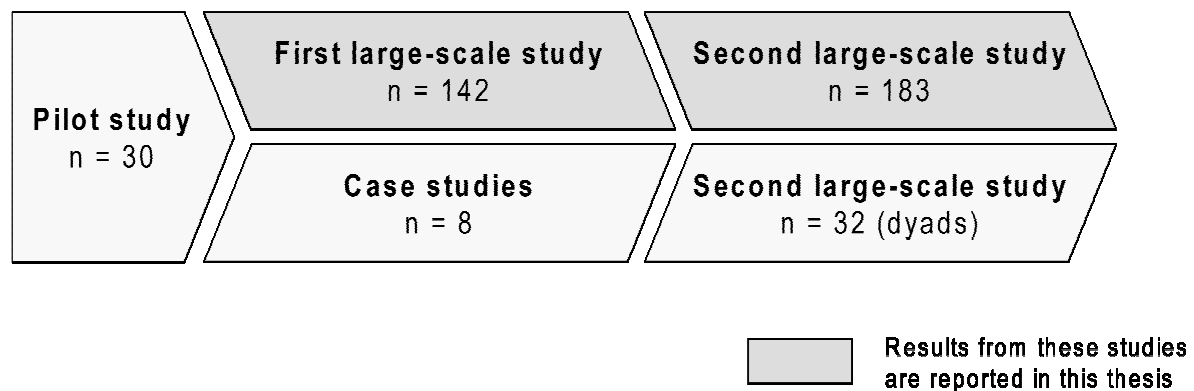 Pilot study
n = 30
First large-scale study
n = 142
Second large-scale study
n = 183
Case studies
n = 8
Second large-scale study
n = 32 (dyads)
Results from these studies
are reported in this thesis